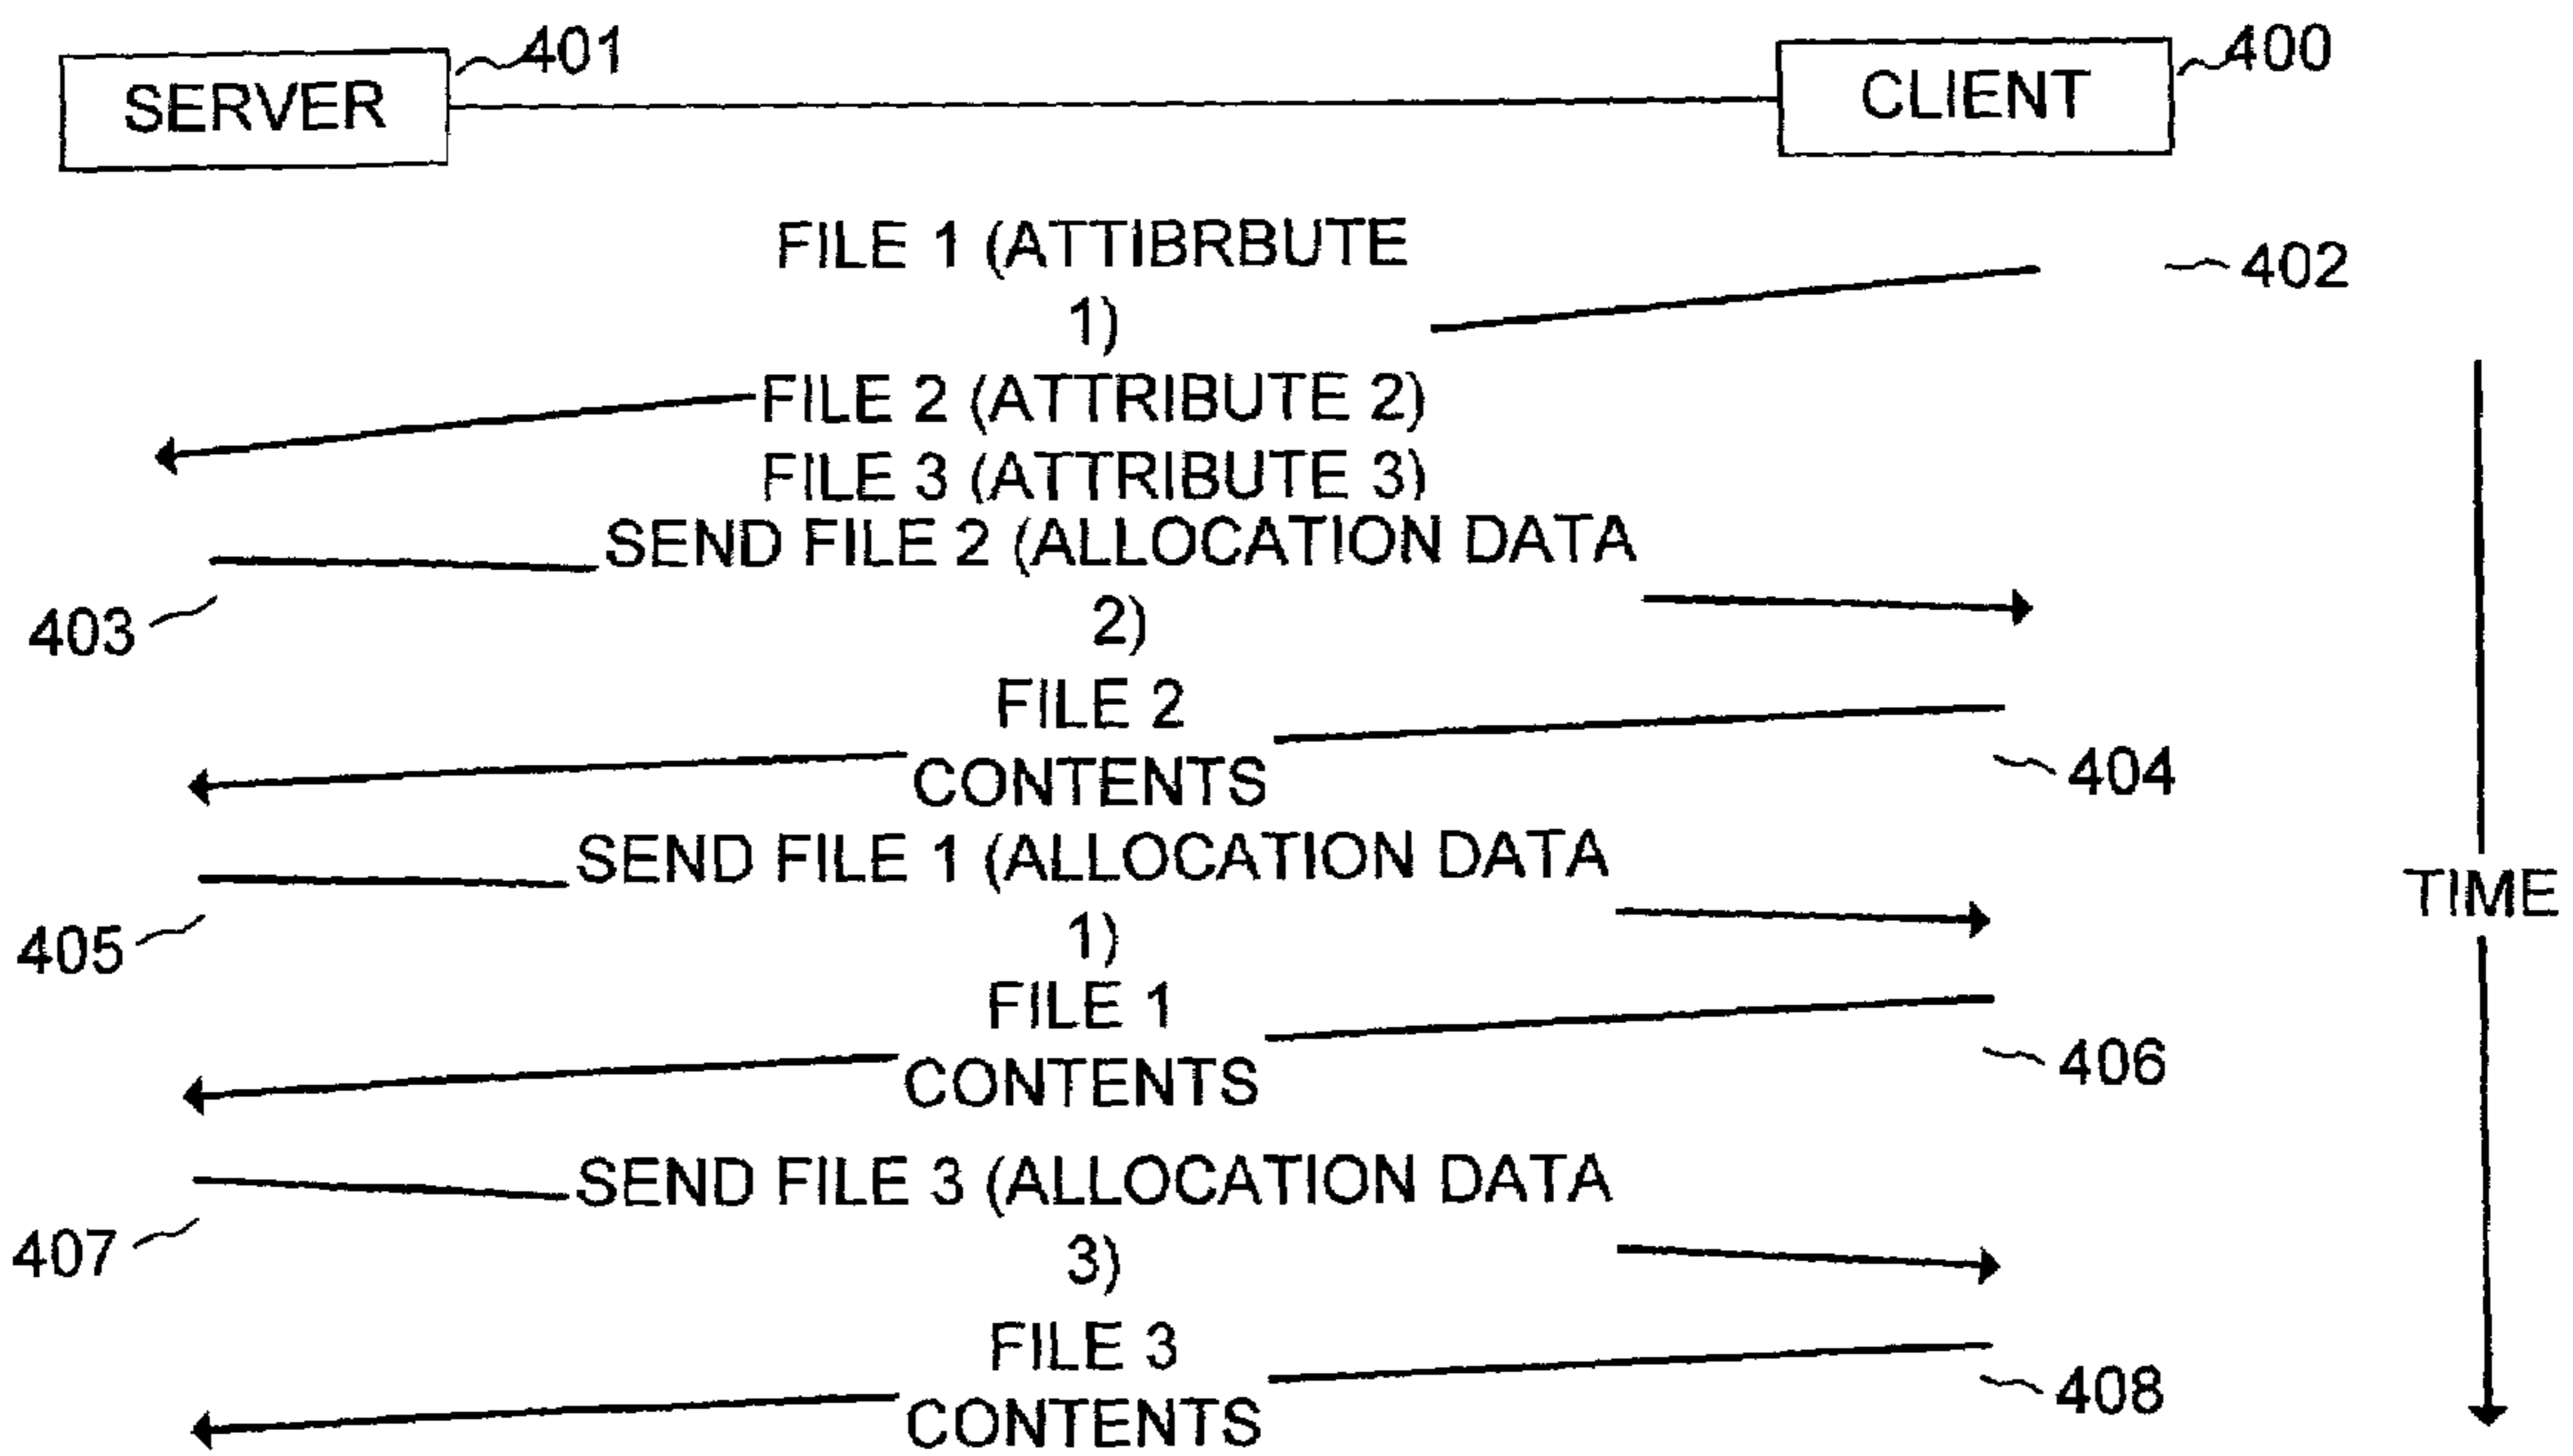 SERVER
401
CLIENT
400
FILE 1 (ATTIBRBUTE
1)
402
FILE 2 (ATTRIBUTE 2)
FILE 3 (ATTRIBUTE 3)
SEND FILE 2 (ALLOCATION DATA
2)
403
FILE 2
CONTENTS
404
SEND FILE 1 (ALLOCATION DATA
1)
TIME
405
FILE 1
CONTENTS
406
SEND FILE 3 (ALLOCATION DATA
3)
407
FILE 3
CONTENTS
408